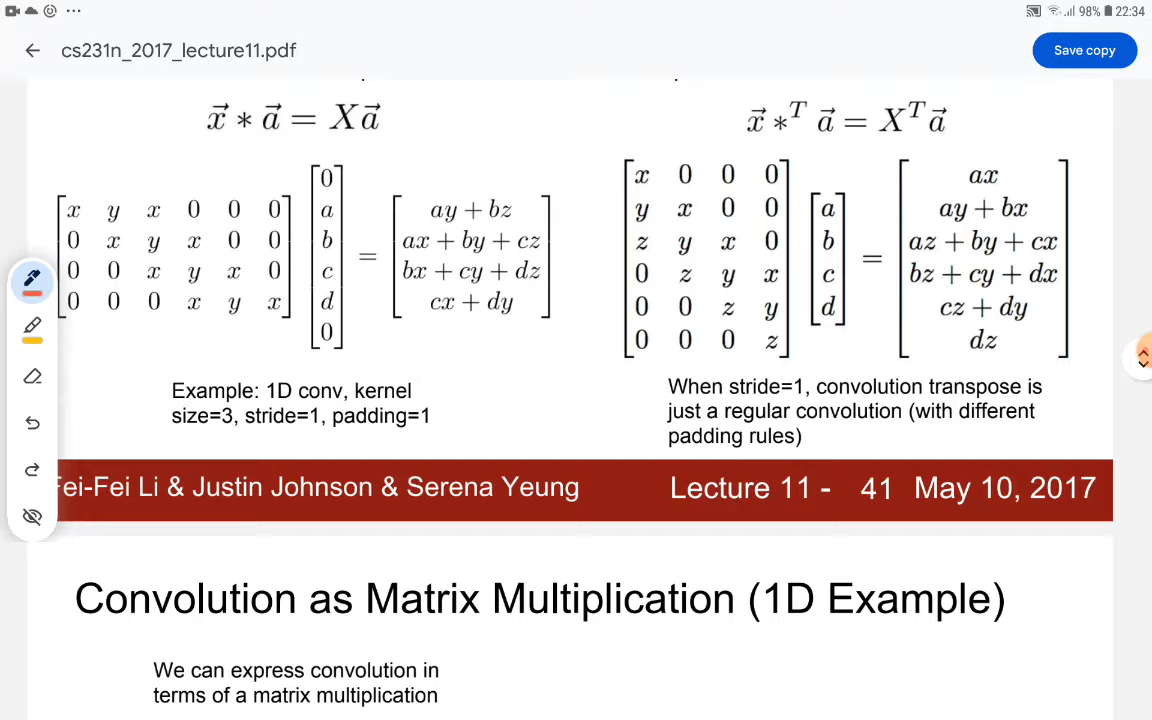 98% 22:34
cs231n_2017_lecture11.pdf
Save copy
x⃗ ∗ a⃗ = Xa⃗
x⃗ ∗ᵀ a⃗ = Xᵀa⃗
x y x 0 0 0
0 x y x 0 0
0 0 x y x 0
0 0 0 x y x
0
a
b
c
d
0
=
ay + bz
ax + by + cz
bx + cy + dz
cx + dy
x 0 0 0
y x 0 0
z y x 0
0 z y x
0 0 z y
0 0 0 z
a
b
c
d
=
ax
ay + bx
az + by + cx
bz + cy + dx
cz + dy
dz
Example: 1D conv, kernel
size=3, stride=1, padding=1
When stride=1, convolution transpose is
just a regular convolution (with different
padding rules)
Fei-Fei Li & Justin Johnson & Serena Yeung Lecture 11 - 41 May 10, 2017
Convolution as Matrix Multiplication (1D Example)
We can express convolution in
terms of a matrix multiplication